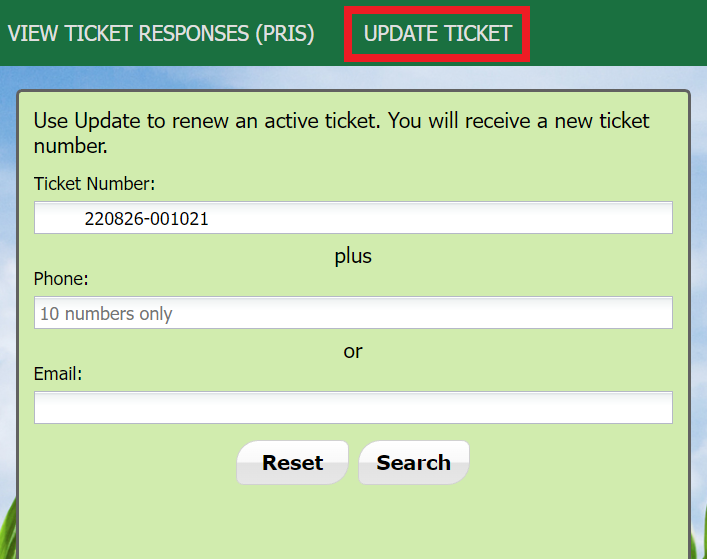 VIEW TICKET RESPONSES (PRIS) UPDATE TICKET
Use Update to renew an active ticket. You will receive a new ticket
number.
Ticket Number:
220826-001021
plus
Phone:
10 numbers only
or
Email:
Reset Search